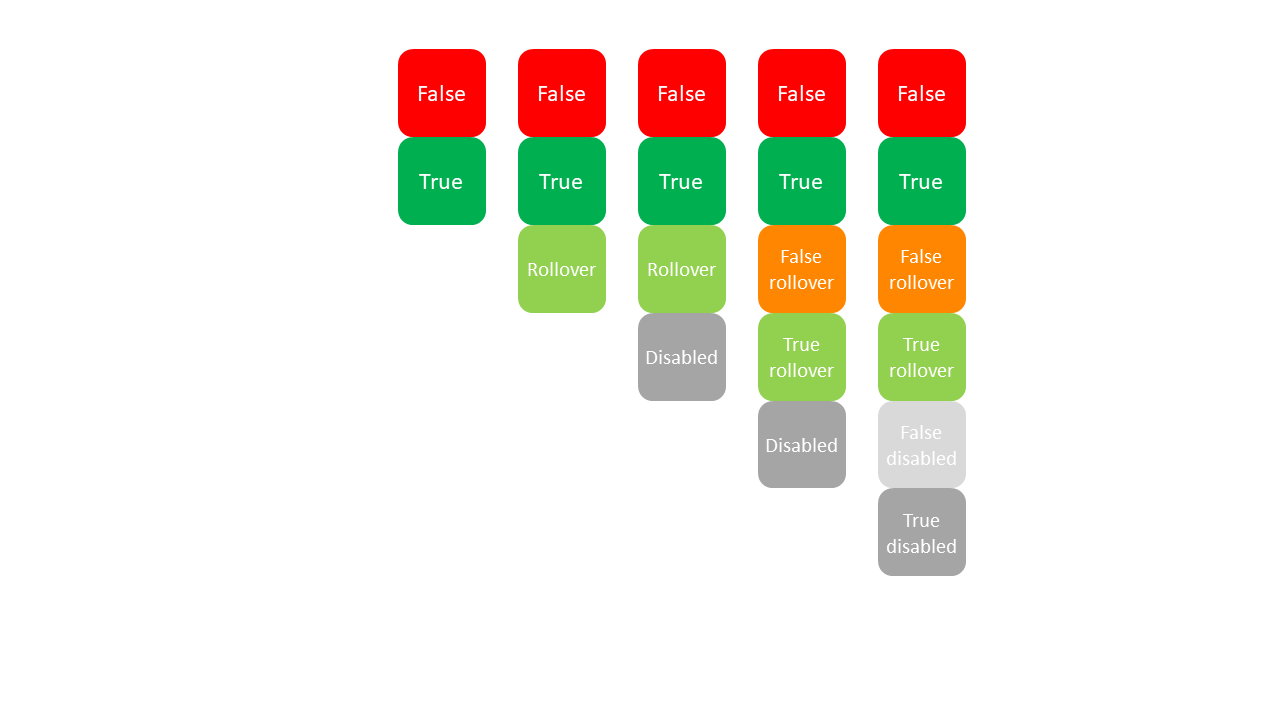 False False False False False
True True True True True
Rollover Rollover False False
rollover rollover
Disabled True True
rollover rollover
Disabled False
disabled
True
disabled